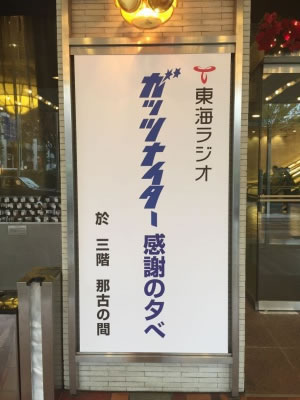 東海ラジオ
ガッツナイター感謝の夕べ
於 三階 那古の間